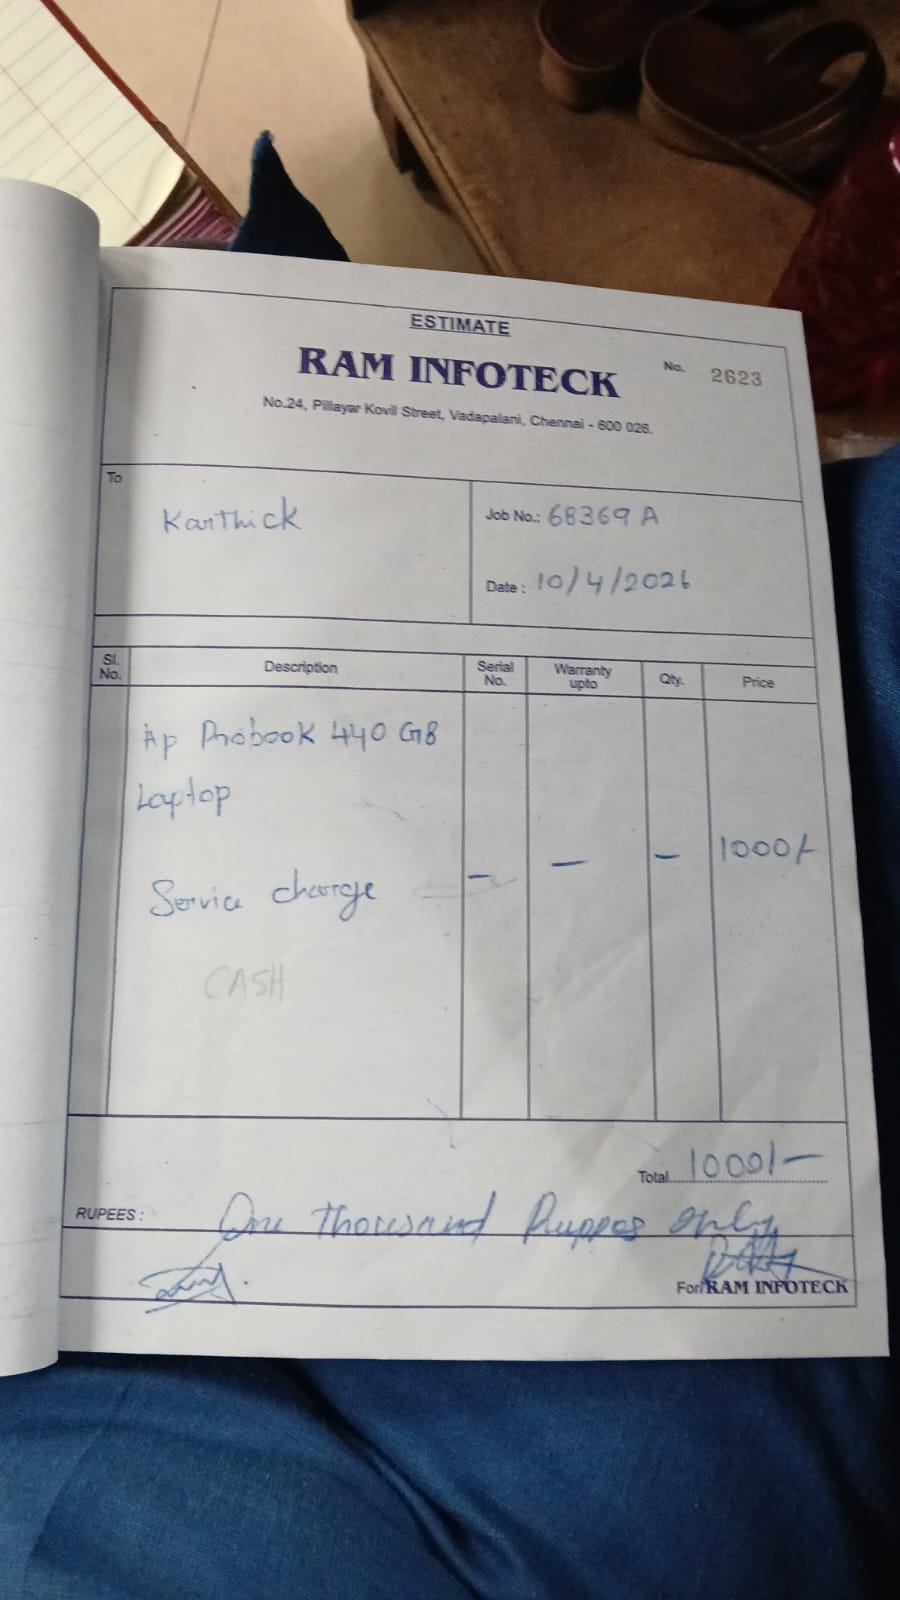 ESTIMATE
RAM INFOTECK
No. 2623
No.24, Pillayar Kovil Street, Vadapalani, Chennai - 600 026.
To
Karthick
Job No.: 68369 A
Date : 10/4/2026
Sl. No. Description Serial No. Warranty upto Qty. Price
Hp Probook 440 G8
Laptop
Service charge - - - 1000/-
CASH
Total 1000/-
RUPEES : One Thousand Ruppes only
For RAM INFOTECK